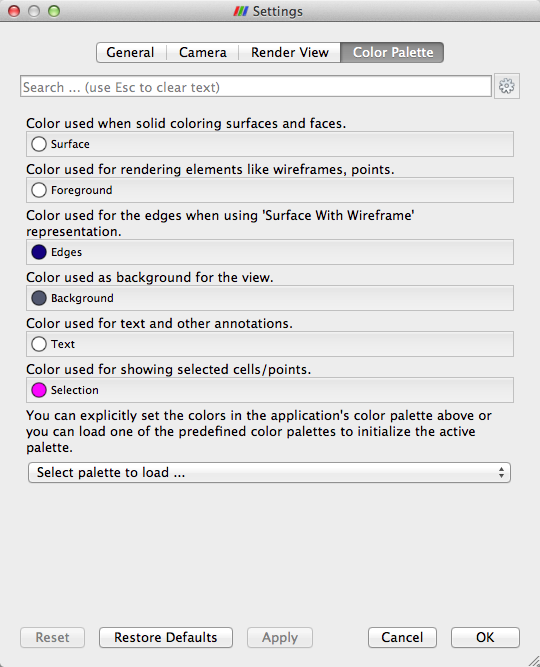 Settings
General Camera Render View Color Palette
Search ... (use Esc to clear text)
Color used when solid coloring surfaces and faces.
Surface
Color used for rendering elements like wireframes, points.
Foreground
Color used for the edges when using 'Surface With Wireframe'
representation.
Edges
Color used as background for the view.
Background
Color used for text and other annotations.
Text
Color used for showing selected cells/points.
Selection
You can explicitly set the colors in the application's color palette above or
you can load one of the predefined color palettes to initialize the active
palette.
Select palette to load ...
Reset Restore Defaults Apply Cancel OK